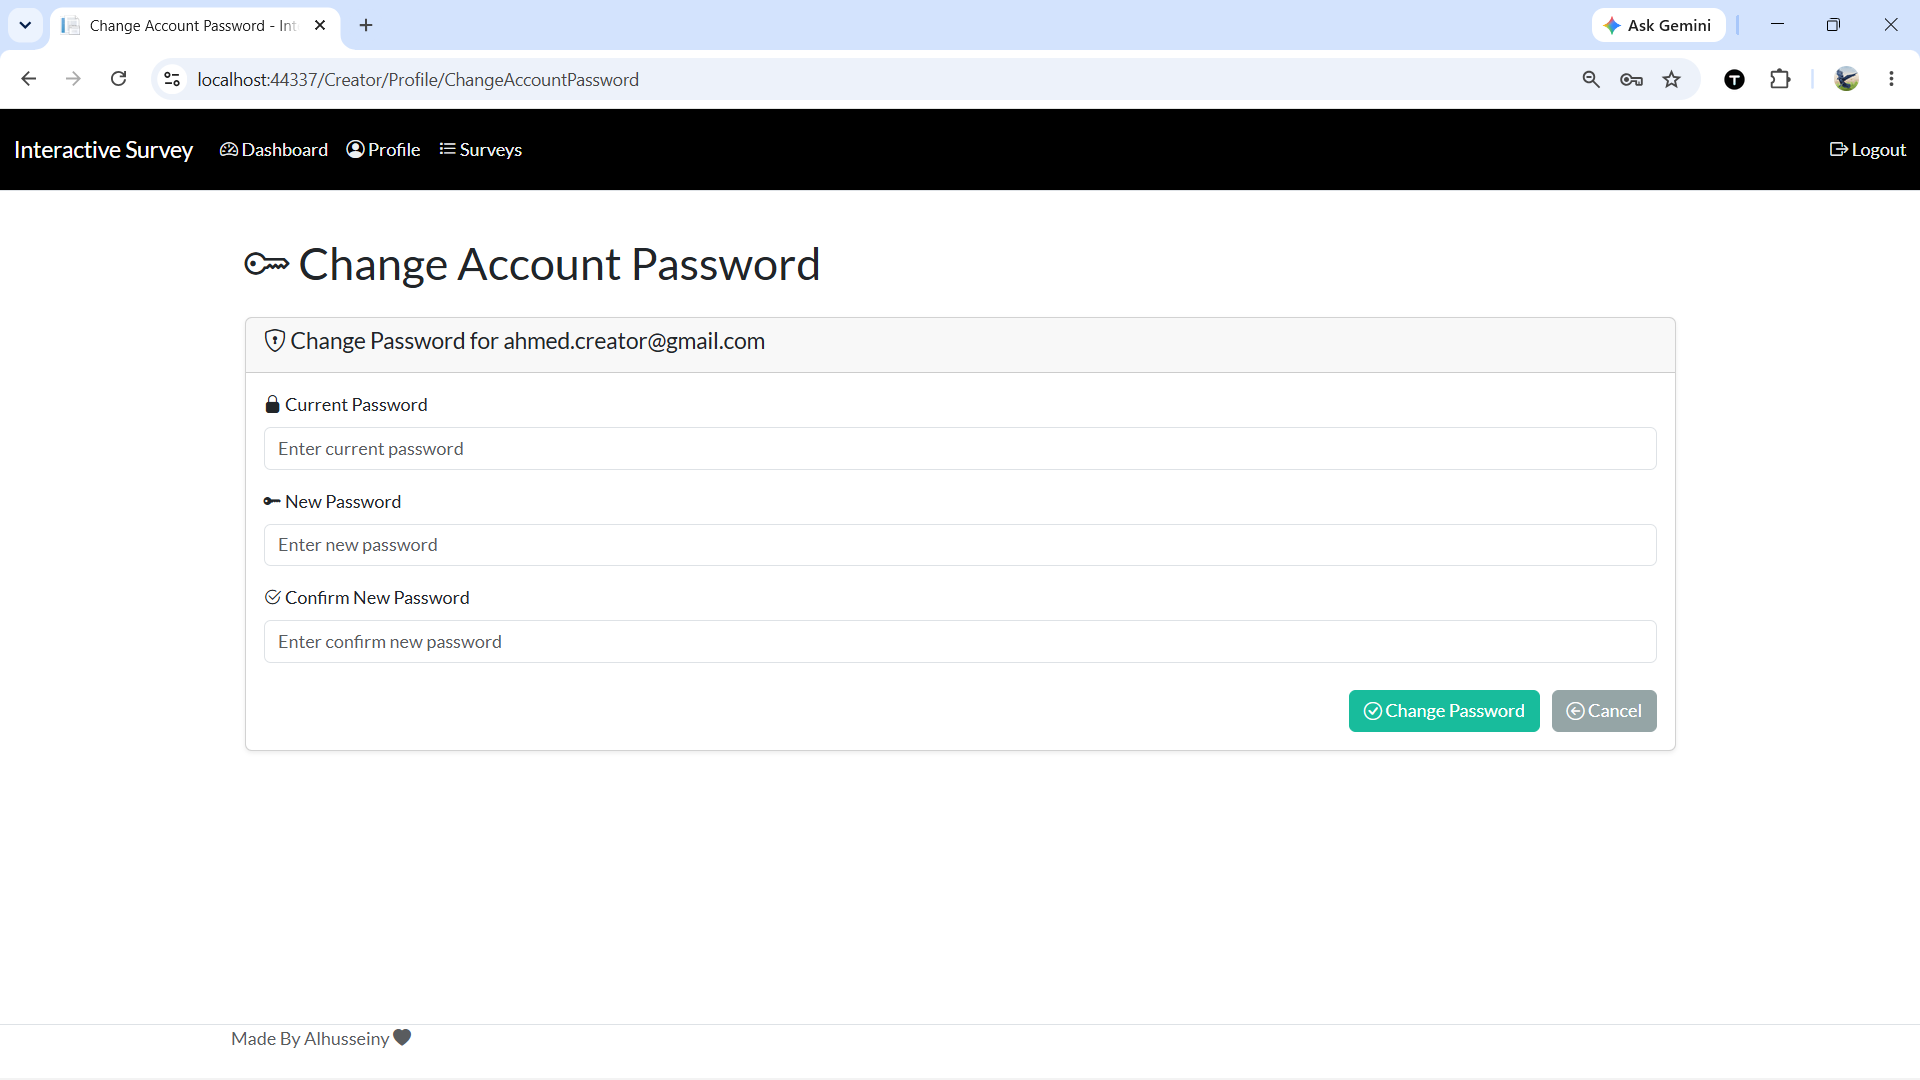 Change Account Password - Int
Ask Gemini
localhost:44337/Creator/Profile/ChangeAccountPassword
T
Interactive Survey
Dashboard
Profile
Surveys
Logout
Change Account Password
Change Password for ahmed.creator@gmail.com
Current Password
Enter current password
New Password
Enter new password
Confirm New Password
Enter confirm new password
Change Password
Cancel
Made By Alhusseiny